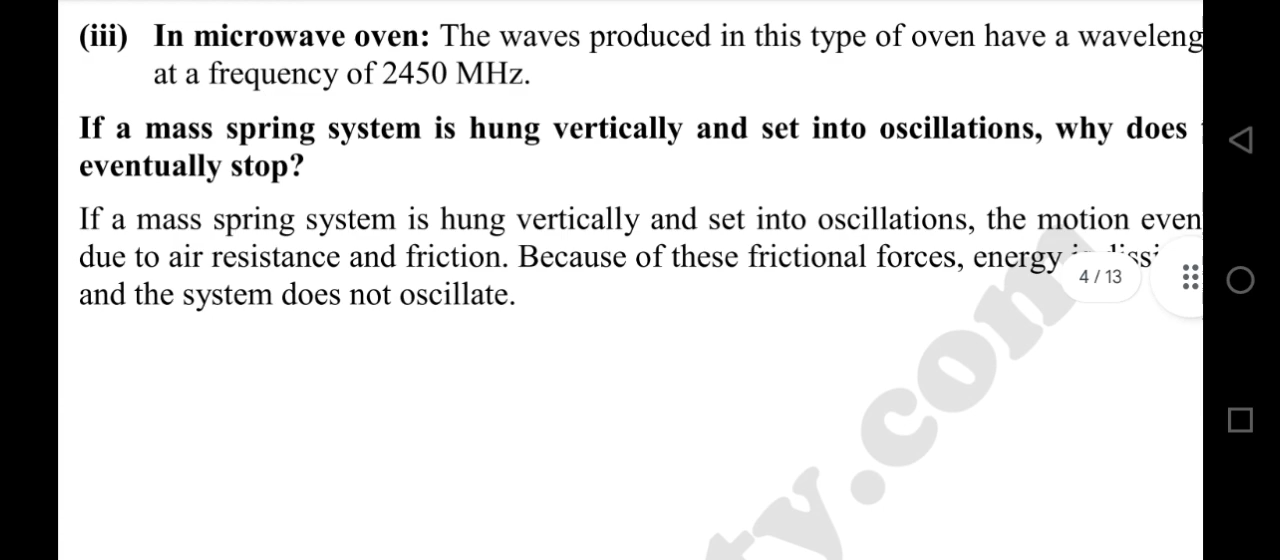 (iii) In microwave oven: The waves produced in this type of oven have a waveleng
at a frequency of 2450 MHz.
If a mass spring system is hung vertically and set into oscillations, why does
eventually stop?
If a mass spring system is hung vertically and set into oscillations, the motion even
due to air resistance and friction. Because of these frictional forces, energy
4 / 13
and the system does not oscillate.
ty.com